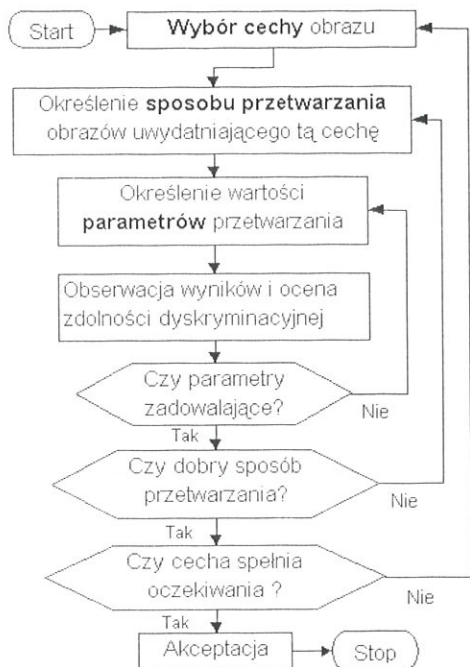 Start
Wybór cechy obrazu
Określenie sposobu przetwarzania
obrazów uwydatniającego tą cechę
Określenie wartości
parametrów przetwarzania
Obserwacja wyników i ocena
zdolności dyskryminacyjnej
Czy parametry
zadowalające?
Nie
Tak
Czy dobry sposób
przetwarzania?
Nie
Tak
Czy cecha spełnia
oczekiwania ?
Nie
Tak
Akceptacja
Stop